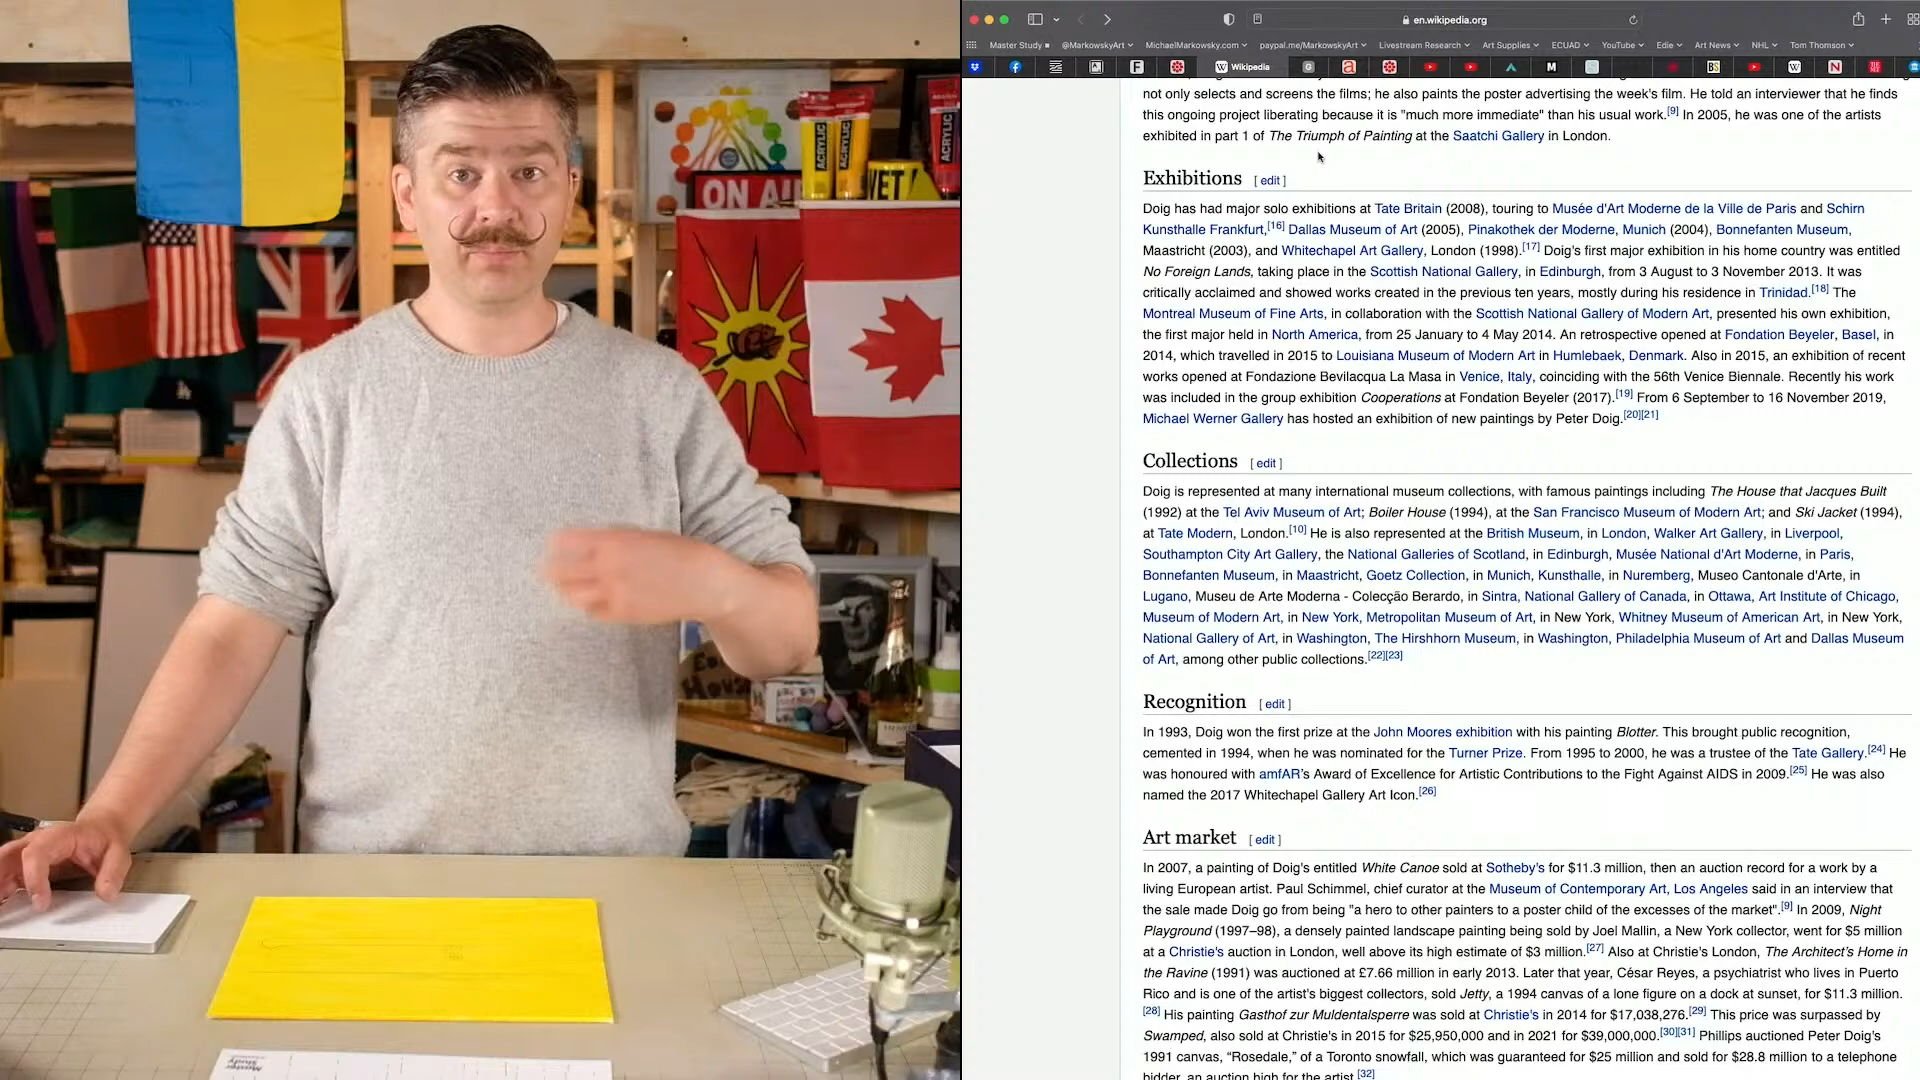 ACRYLIC
ACRYLIC
ACRYLIC
ON AI
WET!
en.wikipedia.org
Master Study
@MarkowskyArt
MichaelMarkowsky.com
paypal.me/MarkowskyArt
Livestream Research
Art Supplies
ECUAD
YouTube
Edie
Art News
NHL
Tom Thomson
Wikipedia
not only selects and screens the films; he also paints the poster advertising the week's film. He told an interviewer that he finds
this ongoing project liberating because it is "much more immediate" than his usual work.[9] In 2005, he was one of the artists
exhibited in part 1 of The Triumph of Painting at the Saatchi Gallery in London.
Exhibitions [ edit ]
Doig has had major solo exhibitions at Tate Britain (2008), touring to Musée d'Art Moderne de la Ville de Paris and Schirn
Kunsthalle Frankfurt,[16] Dallas Museum of Art (2005), Pinakothek der Moderne, Munich (2004), Bonnefanten Museum,
Maastricht (2003), and Whitechapel Art Gallery, London (1998).[17] Doig's first major exhibition in his home country was entitled
No Foreign Lands, taking place in the Scottish National Gallery, in Edinburgh, from 3 August to 3 November 2013. It was
critically acclaimed and showed works created in the previous ten years, mostly during his residence in Trinidad.[18] The
Montreal Museum of Fine Arts, in collaboration with the Scottish National Gallery of Modern Art, presented his own exhibition,
the first major held in North America, from 25 January to 4 May 2014. An retrospective opened at Fondation Beyeler, Basel, in
2014, which travelled in 2015 to Louisiana Museum of Modern Art in Humlebaek, Denmark. Also in 2015, an exhibition of recent
works opened at Fondazione Bevilacqua La Masa in Venice, Italy, coinciding with the 56th Venice Biennale. Recently his work
was included in the group exhibition Cooperations at Fondation Beyeler (2017).[19] From 6 September to 16 November 2019,
Michael Werner Gallery has hosted an exhibition of new paintings by Peter Doig.[20][21]
Collections [ edit ]
Doig is represented at many international museum collections, with famous paintings including The House that Jacques Built
(1992) at the Tel Aviv Museum of Art; Boiler House (1994), at the San Francisco Museum of Modern Art; and Ski Jacket (1994),
at Tate Modern, London.[10] He is also represented at the British Museum, in London, Walker Art Gallery, in Liverpool,
Southampton City Art Gallery, the National Galleries of Scotland, in Edinburgh, Musée National d'Art Moderne, in Paris,
Bonnefanten Museum, in Maastricht, Goetz Collection, in Munich, Kunsthalle, in Nuremberg, Museo Cantonale d'Arte, in
Lugano, Museu de Arte Moderna - Colecção Berardo, in Sintra, National Gallery of Canada, in Ottawa, Art Institute of Chicago,
Museum of Modern Art, in New York, Metropolitan Museum of Art, in New York, Whitney Museum of American Art, in New York,
National Gallery of Art, in Washington, The Hirshhorn Museum, in Washington, Philadelphia Museum of Art and Dallas Museum
of Art, among other public collections.[22][23]
Recognition [ edit ]
In 1993, Doig won the first prize at the John Moores exhibition with his painting Blotter. This brought public recognition,
cemented in 1994, when he was nominated for the Turner Prize. From 1995 to 2000, he was a trustee of the Tate Gallery.[24] He
was honoured with amfAR's Award of Excellence for Artistic Contributions to the Fight Against AIDS in 2009.[25] He was also
named the 2017 Whitechapel Gallery Art Icon.[26]
Art market [ edit ]
In 2007, a painting of Doig's entitled White Canoe sold at Sotheby's for $11.3 million, then an auction record for a work by a
living European artist. Paul Schimmel, chief curator at the Museum of Contemporary Art, Los Angeles said in an interview that
the sale made Doig go from being "a hero to other painters to a poster child of the excesses of the market".[9] In 2009, Night
Playground (1997–98), a densely painted landscape painting being sold by Joel Mallin, a New York collector, went for $5 million
at a Christie's auction in London, well above its high estimate of $3 million.[27] Also at Christie's London, The Architect's Home in
the Ravine (1991) was auctioned at £7.66 million in early 2013. Later that year, César Reyes, a psychiatrist who lives in Puerto
Rico and is one of the artist's biggest collectors, sold Jetty, a 1994 canvas of a lone figure on a dock at sunset, for $11.3 million.
[28] His painting Gasthof zur Muldentalsperre was sold at Christie's in 2014 for $17,038,276.[29] This price was surpassed by
Swamped, also sold at Christie's in 2015 for $25,950,000 and in 2021 for $39,000,000.[30][31] Phillips auctioned Peter Doig's
1991 canvas, “Rosedale,” of a Toronto snowfall, which was guaranteed for $25 million and sold for $28.8 million to a telephone
bidder, an auction high for the artist.[32]
Master
Study